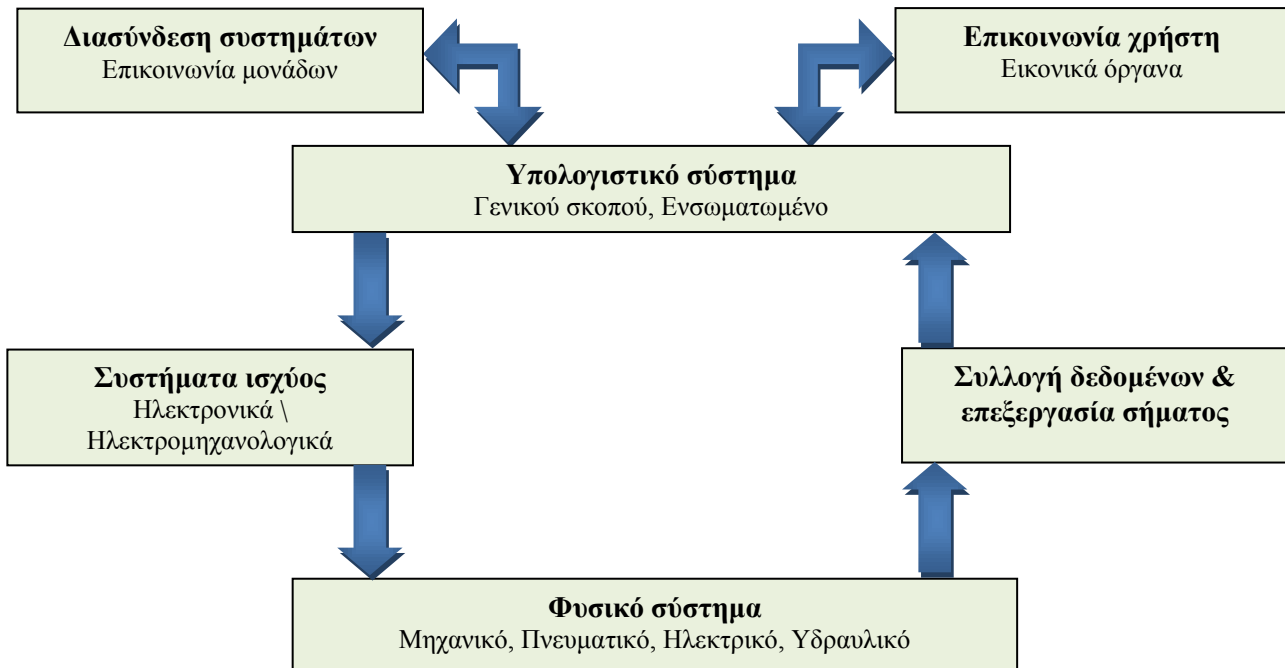 Διασύνδεση συστημάτων
Επικοινωνία μονάδων
Επικοινωνία χρήστη
Εικονικά όργανα
Υπολογιστικό σύστημα
Γενικού σκοπού, Ενσωματωμένο
Συστήματα ισχύος
Ηλεκτρονικά \
Ηλεκτρομηχανολογικά
Συλλογή δεδομένων &
επεξεργασία σήματος
Φυσικό σύστημα
Μηχανικό, Πνευματικό, Ηλεκτρικό, Υδραυλικό